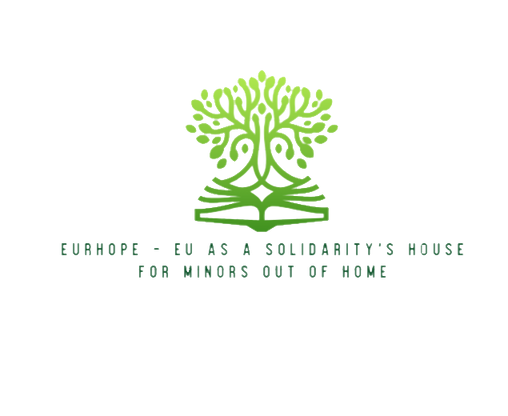 EURHOPE - EU AS A SOLIDARITY'S HOUSE
FOR MINORS OUT OF HOME